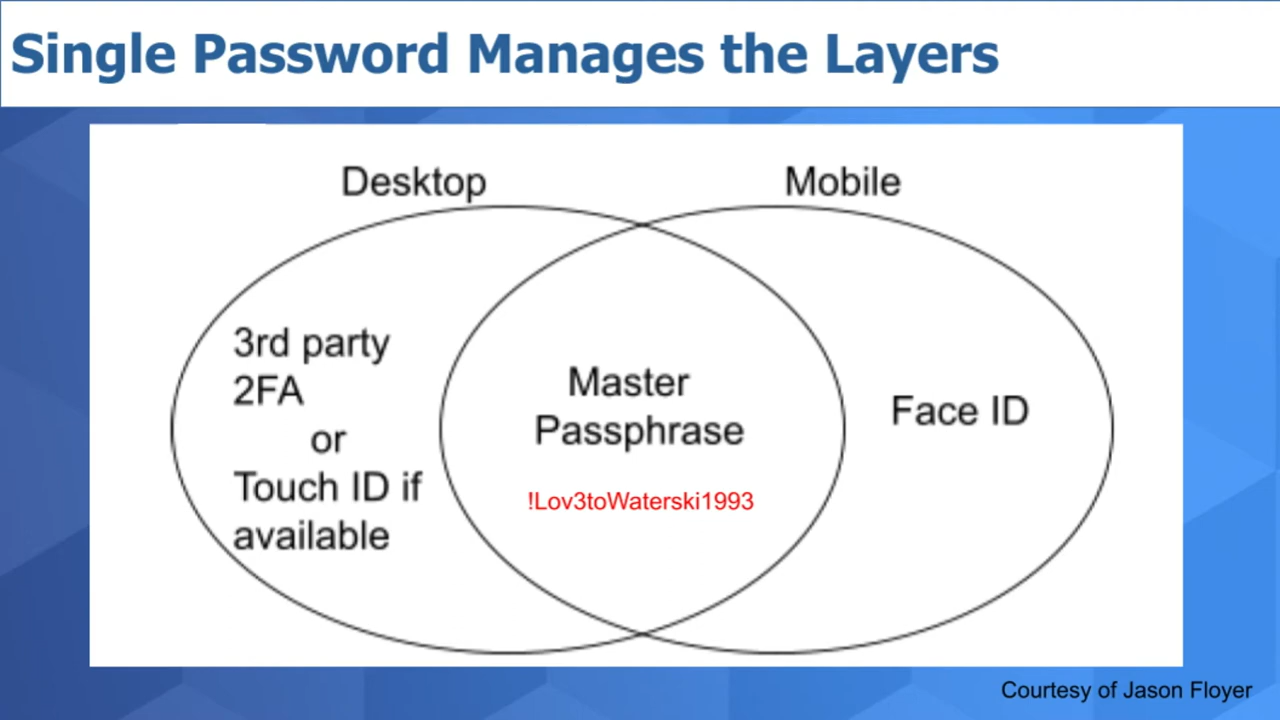 Single Password Manages the Layers
Desktop
Mobile
3rd party
2FA
or
Touch ID if
available
Master
Passphrase
!Lov3toWaterski1993
Face ID
Courtesy of Jason Floyer